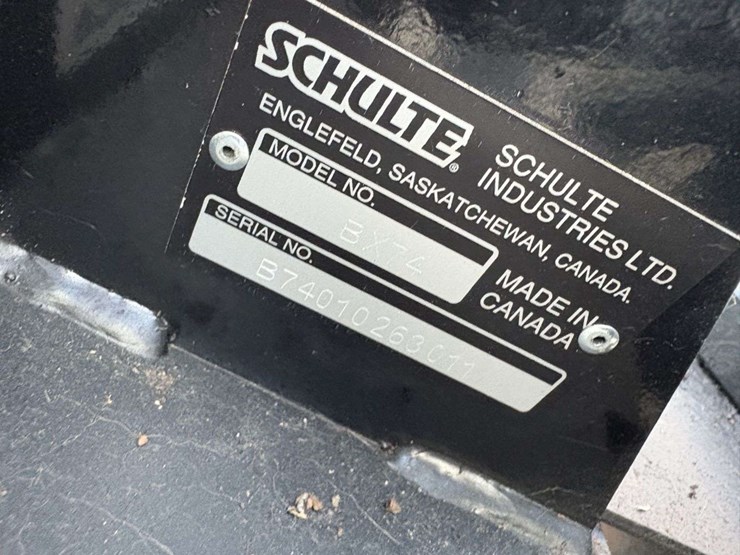 SCHULTE®
SCHULTE
INDUSTRIES LTD.
ENGLEFELD, SASKATCHEWAN, CANADA.
MODEL NO.
BX74
MADE IN
CANADA
SERIAL NO.
B74010263011